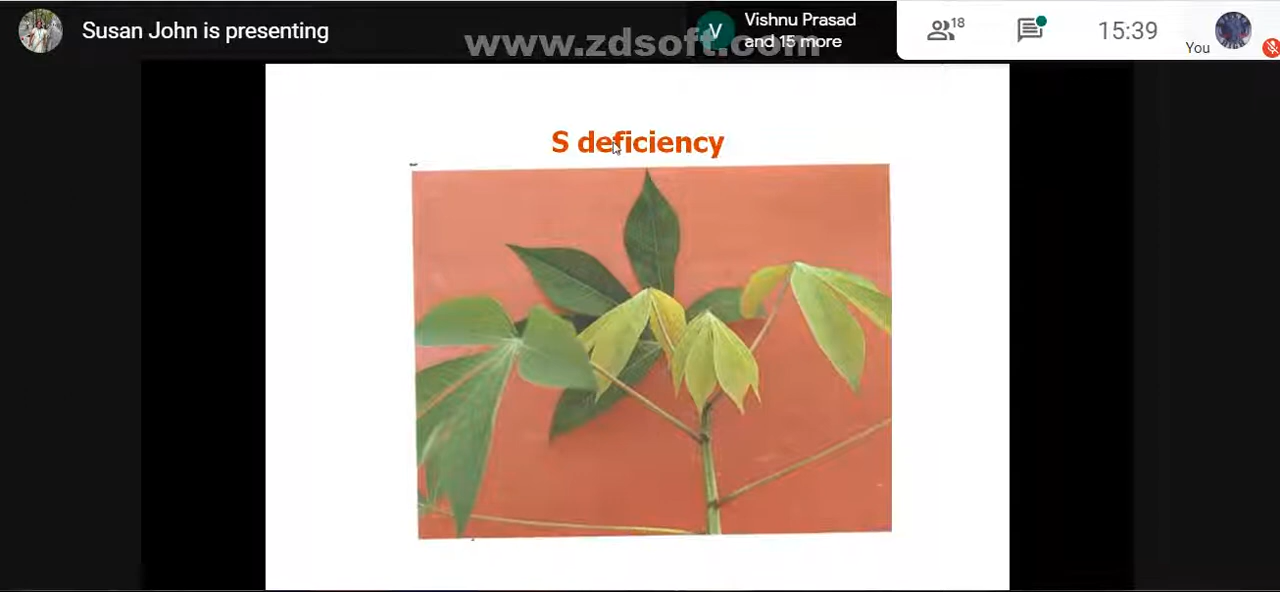 Susan John is presenting
www.zdsoft.com
V
Vishnu Prasad
and 15 more
18
15:39
You
S deficiency